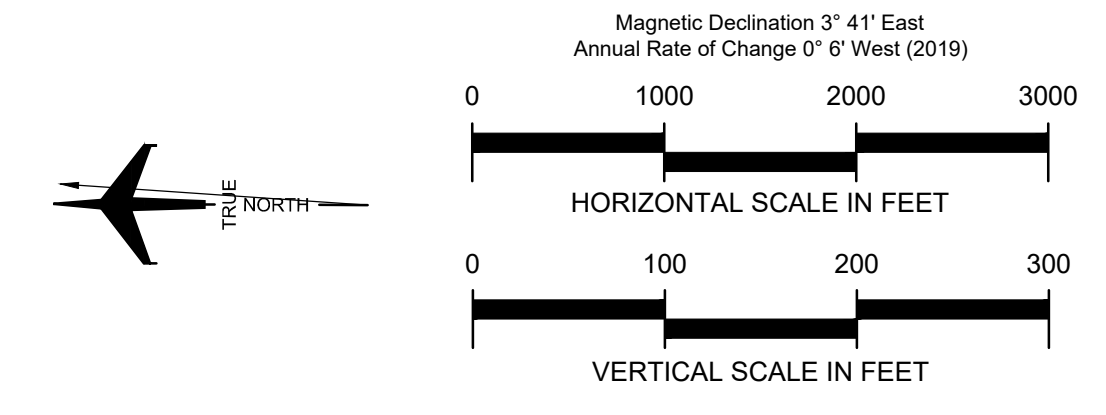 Magnetic Declination 3° 41' East
Annual Rate of Change 0° 6' West (2019)
0 1000 2000 3000
HORIZONTAL SCALE IN FEET
TRUE
NORTH
0 100 200 300
VERTICAL SCALE IN FEET